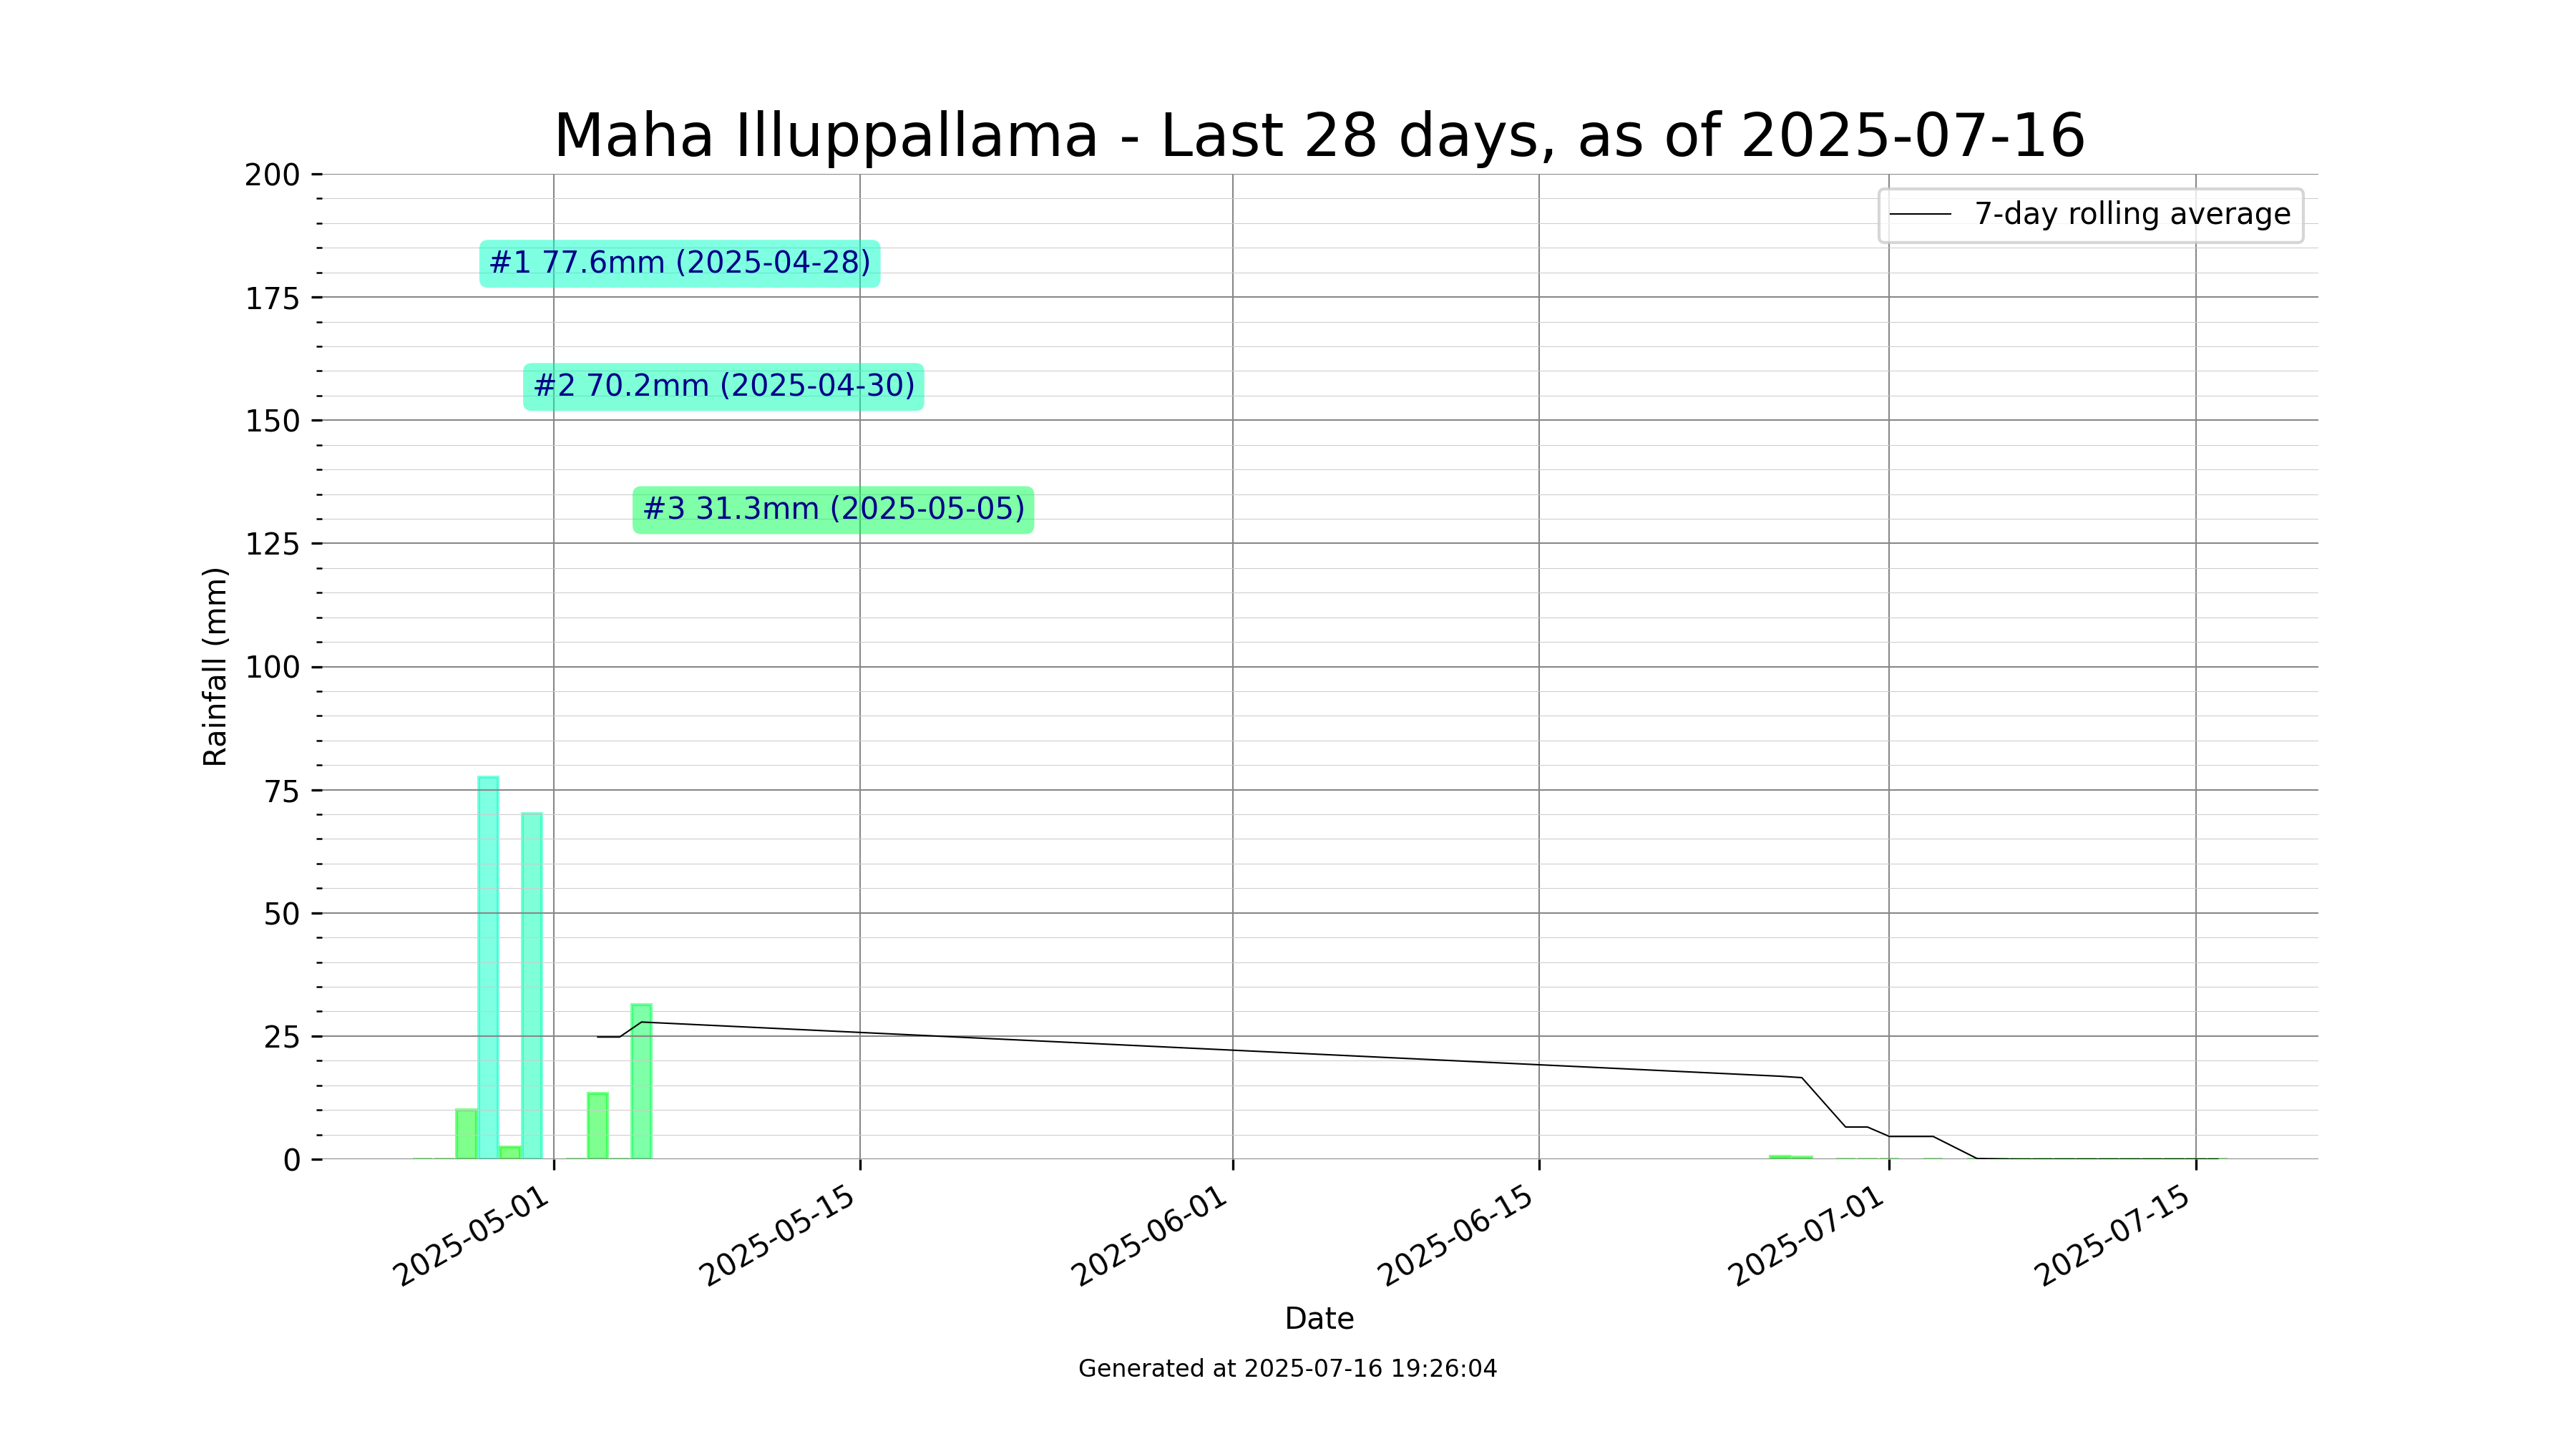 Maha Illuppallama - Last 28 days, as of 2025-07-16
200
175
150
125
100
75
50
25
0
Rainfall (mm)
7-day rolling average
#1 77.6mm (2025-04-28)
#2 70.2mm (2025-04-30)
#3 31.3mm (2025-05-05)
2025-05-01
2025-05-15
2025-06-01
2025-06-15
2025-07-01
2025-07-15
Date
Generated at 2025-07-16 19:26:04